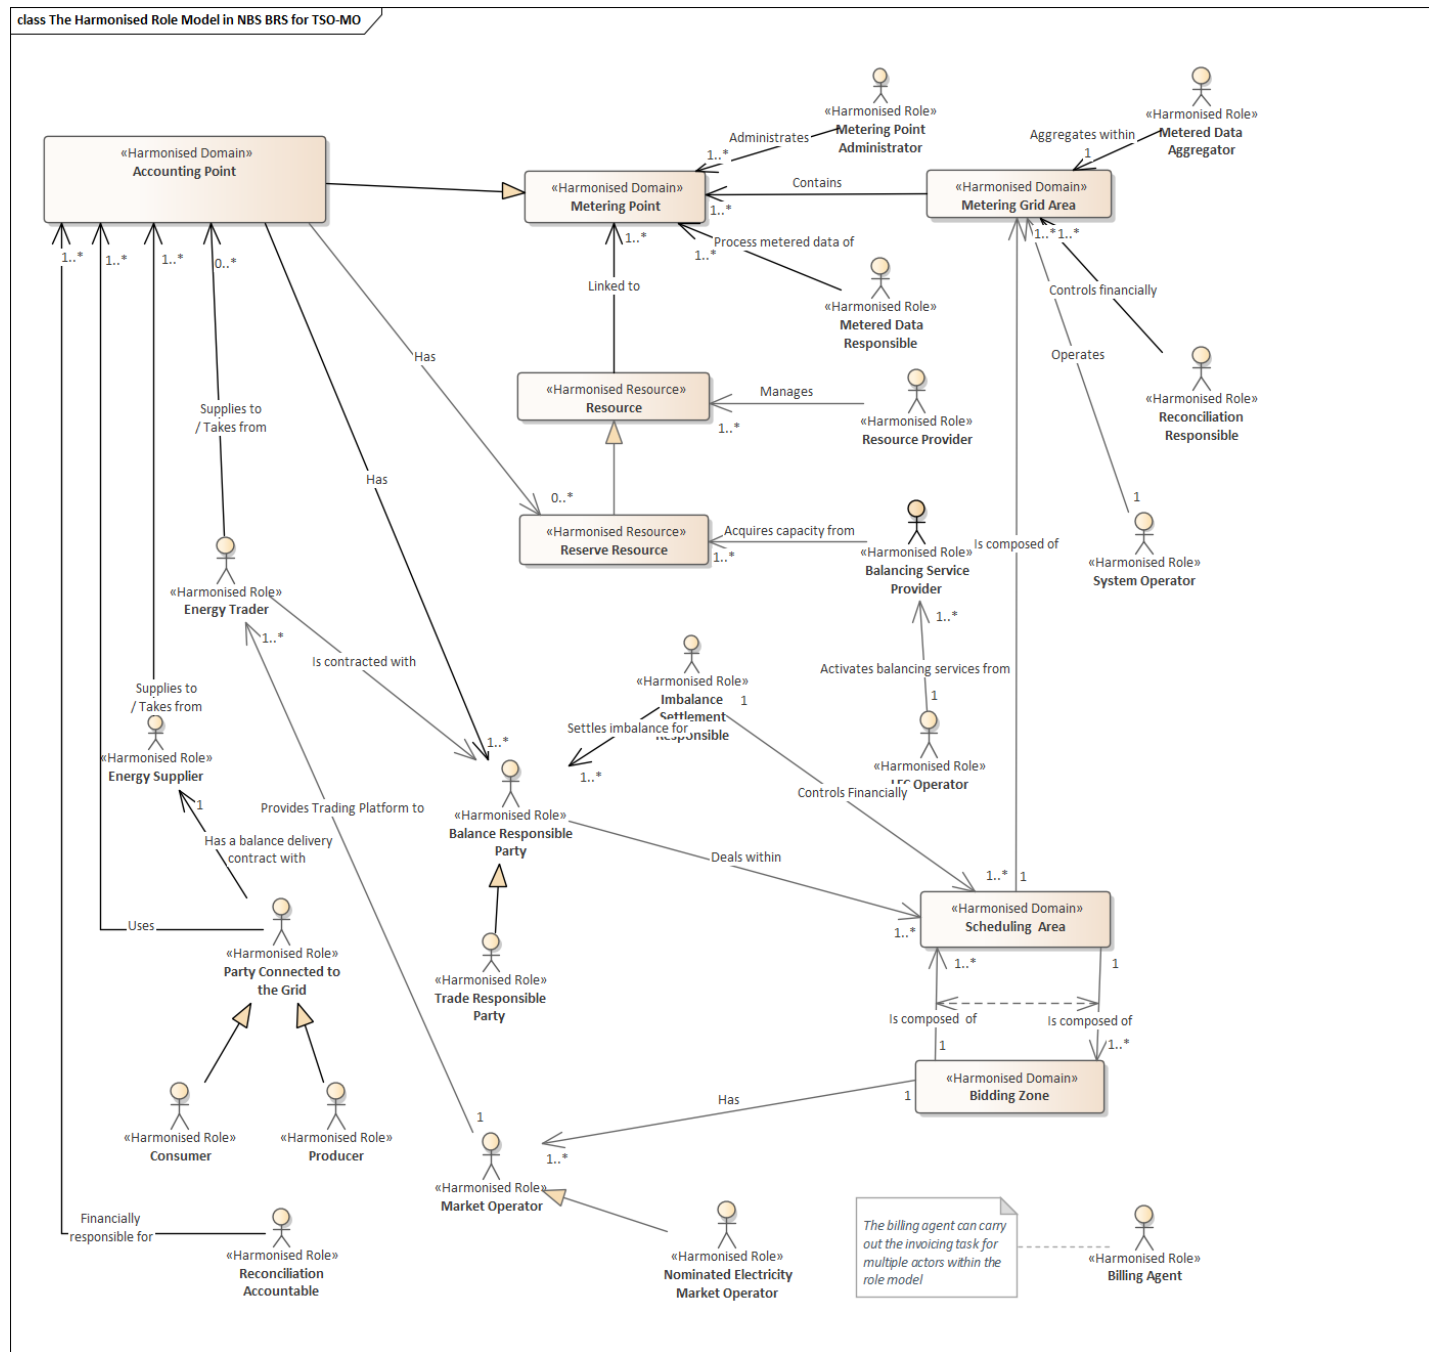 class The Harmonised Role Model in NBS BRS for TSO-MO
«Harmonised Role»
Metering Point
Administrator
«Harmonised Role»
Metered Data
Aggregator
Administrates
1..*
Aggregates within
1
«Harmonised Domain»
Accounting Point
«Harmonised Domain»
Metering Point
Contains
1..*
«Harmonised Domain»
Metering Grid Area
1..*
1..*
1..*
0..*
1..*
Process metered data of
1..*
1..*
1..*
Linked to
«Harmonised Role»
Metered Data
Responsible
Controls financially
Has
Operates
«Harmonised Role»
Reconciliation
Responsible
«Harmonised Resource»
Resource
Manages
1..*
«Harmonised Role»
Resource Provider
Supplies to
/ Takes from
Has
0..*
1
«Harmonised Resource»
Reserve Resource
Acquires capacity from
1..*
«Harmonised Role»
Balancing Service
Provider
Is composed of
«Harmonised Role»
System Operator
«Harmonised Role»
Energy Trader
1..*
1..*
Is contracted with
Activates balancing services from
1
«Harmonised Role»
Imbalance
Settlement
Responsible
1
Settles imbalance for
1..*
Supplies to
/ Takes from
«Harmonised Role»
Energy Supplier
1
1..*
«Harmonised Role»
LFC Operator
Controls Financially
Provides Trading Platform to
«Harmonised Role»
Balance Responsible
Party
Has a balance delivery
contract with
Deals within
1..*
1
«Harmonised Domain»
Scheduling Area
1..*
Uses
«Harmonised Role»
Party Connected to
the Grid
«Harmonised Role»
Trade Responsible
Party
1..*
1
Is composed of
Is composed of
1
1..*
«Harmonised Domain»
Bidding Zone
1
Has
1..*
1
«Harmonised Role»
Consumer
«Harmonised Role»
Producer
«Harmonised Role»
Market Operator
Financially
responsible for
«Harmonised Role»
Reconciliation
Accountable
«Harmonised Role»
Nominated Electricity
Market Operator
The billing agent can carry
out the invoicing task for
multiple actors within the
role model
«Harmonised Role»
Billing Agent